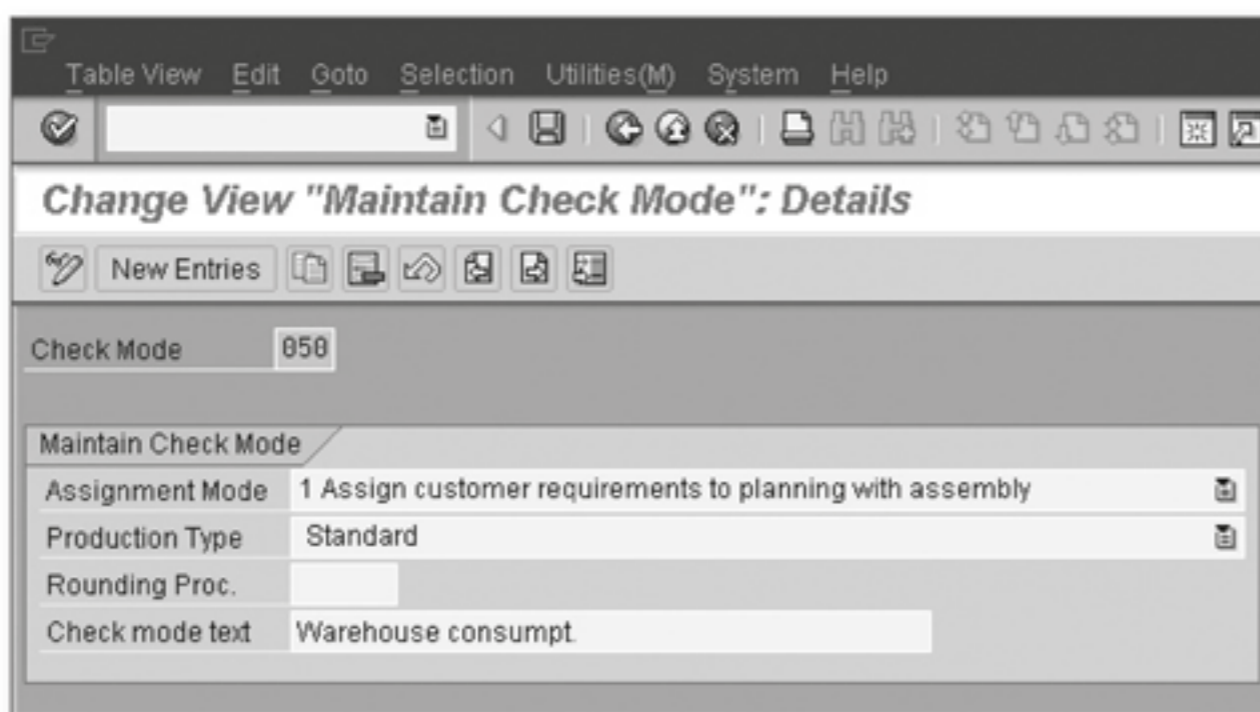 Table View Edit Goto Selection Utilities(M) System Help
Change View "Maintain Check Mode": Details
New Entries
Check Mode 050
Maintain Check Mode
Assignment Mode 1 Assign customer requirements to planning with assembly
Production Type Standard
Rounding Proc.
Check mode text Warehouse consumpt.